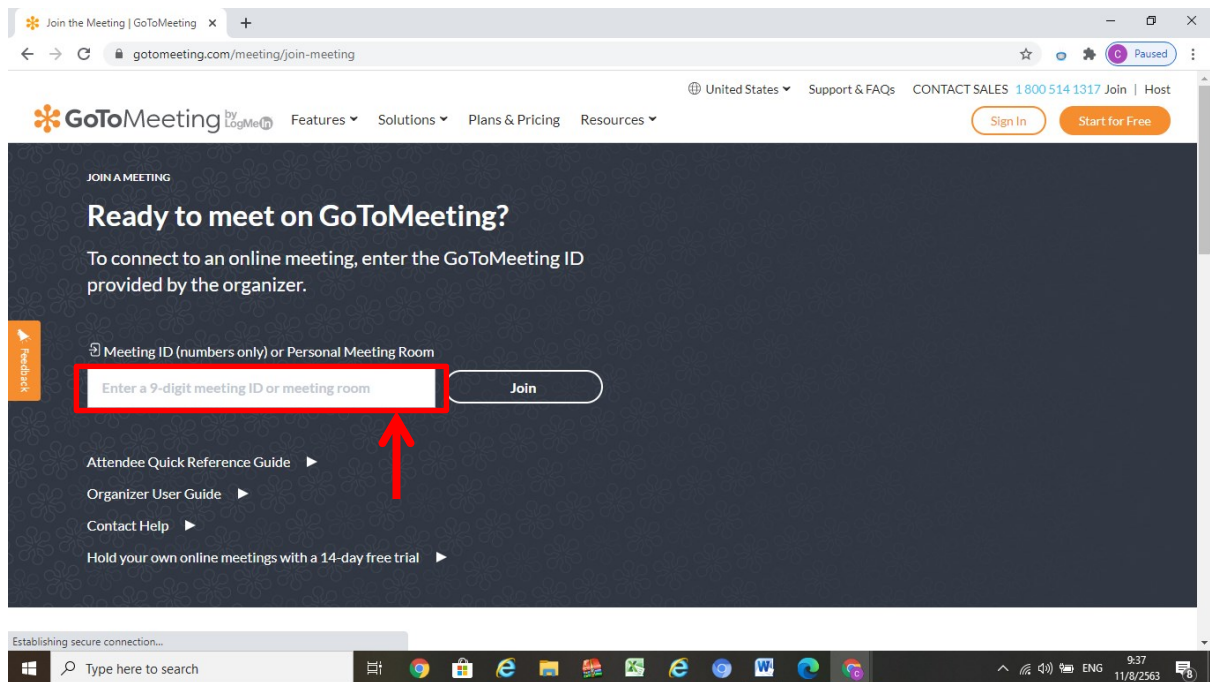 Join the Meeting | GoToMeeting
gotomeeting.com/meeting/join-meeting
C Paused
United States Support & FAQs CONTACT SALES 1 800 514 1317 Join | Host
GoToMeeting by LogMeIn Features Solutions Plans & Pricing Resources Sign In Start for Free
JOIN A MEETING
Ready to meet on GoToMeeting?
To connect to an online meeting, enter the GoToMeeting ID
provided by the organizer.
Feedback
Meeting ID (numbers only) or Personal Meeting Room
Enter a 9-digit meeting ID or meeting room Join
Attendee Quick Reference Guide
Organizer User Guide
Contact Help
Hold your own online meetings with a 14-day free trial
Establishing secure connection...
Type here to search ENG 9:37
11/8/2563 8